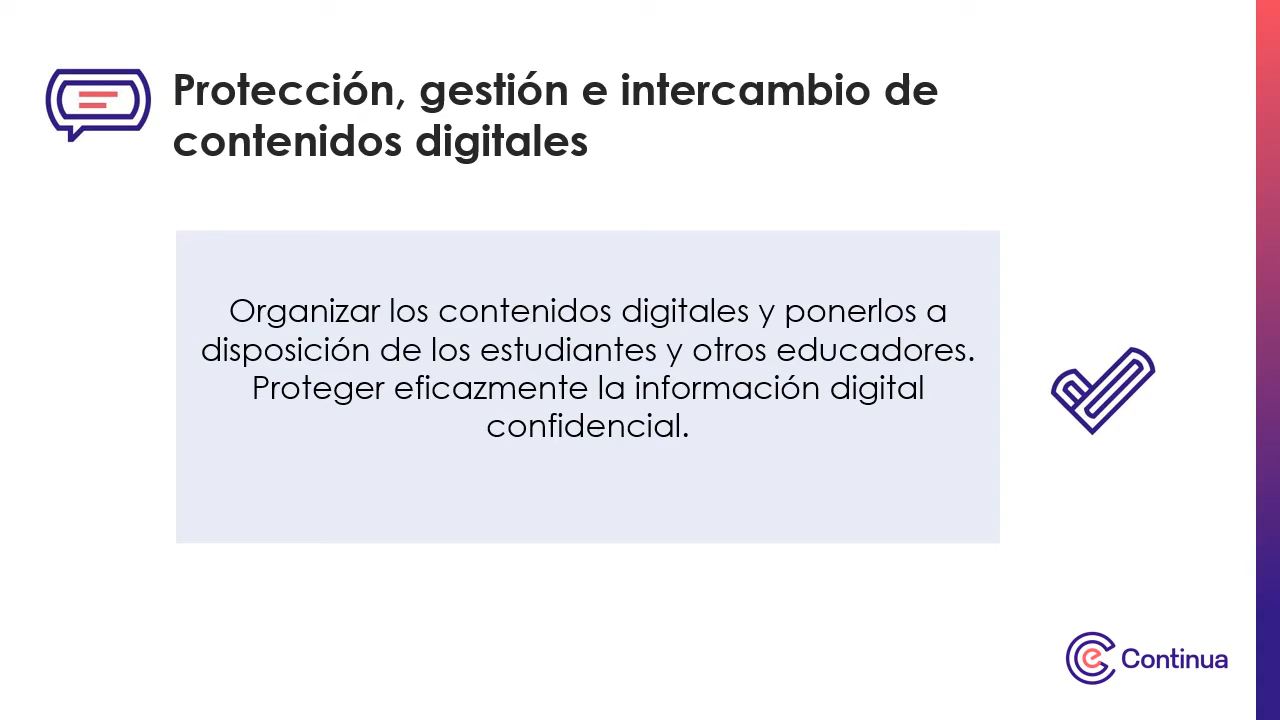 Protección, gestión e intercambio de
contenidos digitales
Organizar los contenidos digitales y ponerlos a
disposición de los estudiantes y otros educadores.
Proteger eficazmente la información digital
confidencial.
Continua